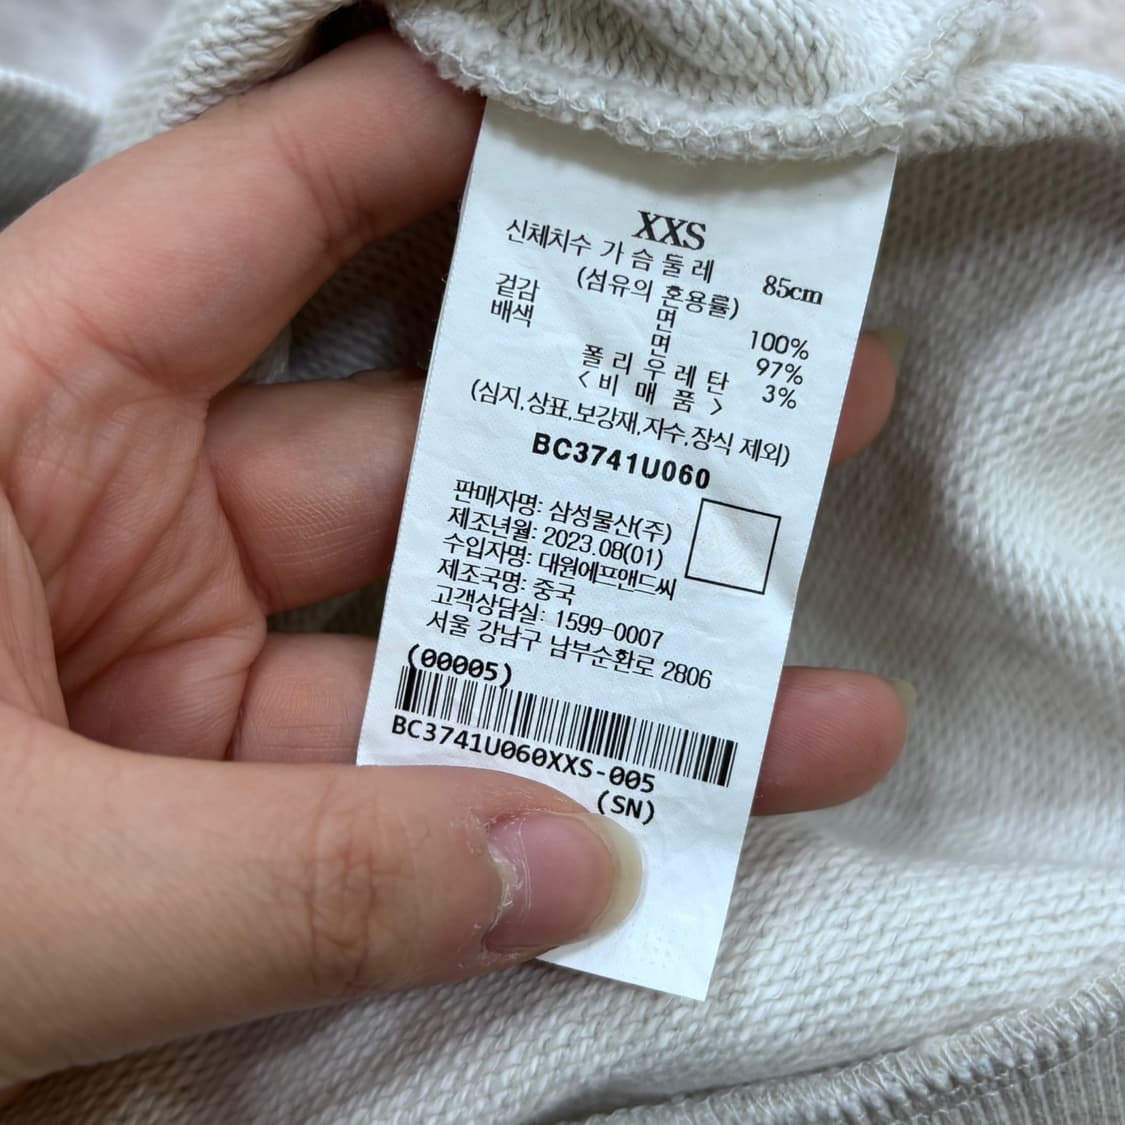 XXS
신체치수 가슴둘레 85cm
(섬유의 혼용률)
겉감 면 100%
배색 면 97%
폴리우레탄 3%
<비매품>
(심지,상표,보강재,자수,장식 제외)
BC3741U060
판매자명: 삼성물산(주)
제조년월: 2023.08(01)
수입자명: 대원에프앤드씨
제조국명: 중국
고객상담실: 1599-0007
서울 강남구 남부순환로 2806
(00005)
BC3741U060XXS-005
(SN)